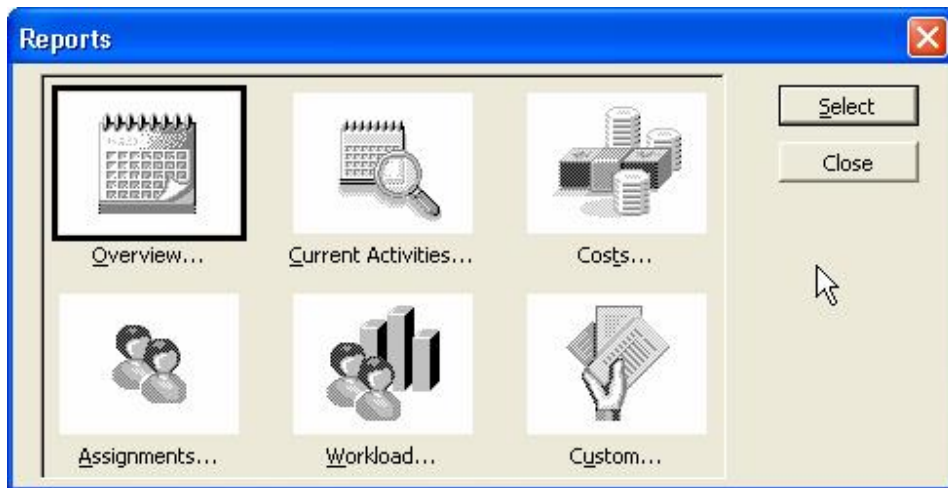 Reports
Select
Close
Overview...
Current Activities...
Costs...
Assignments...
Workload...
Custom...